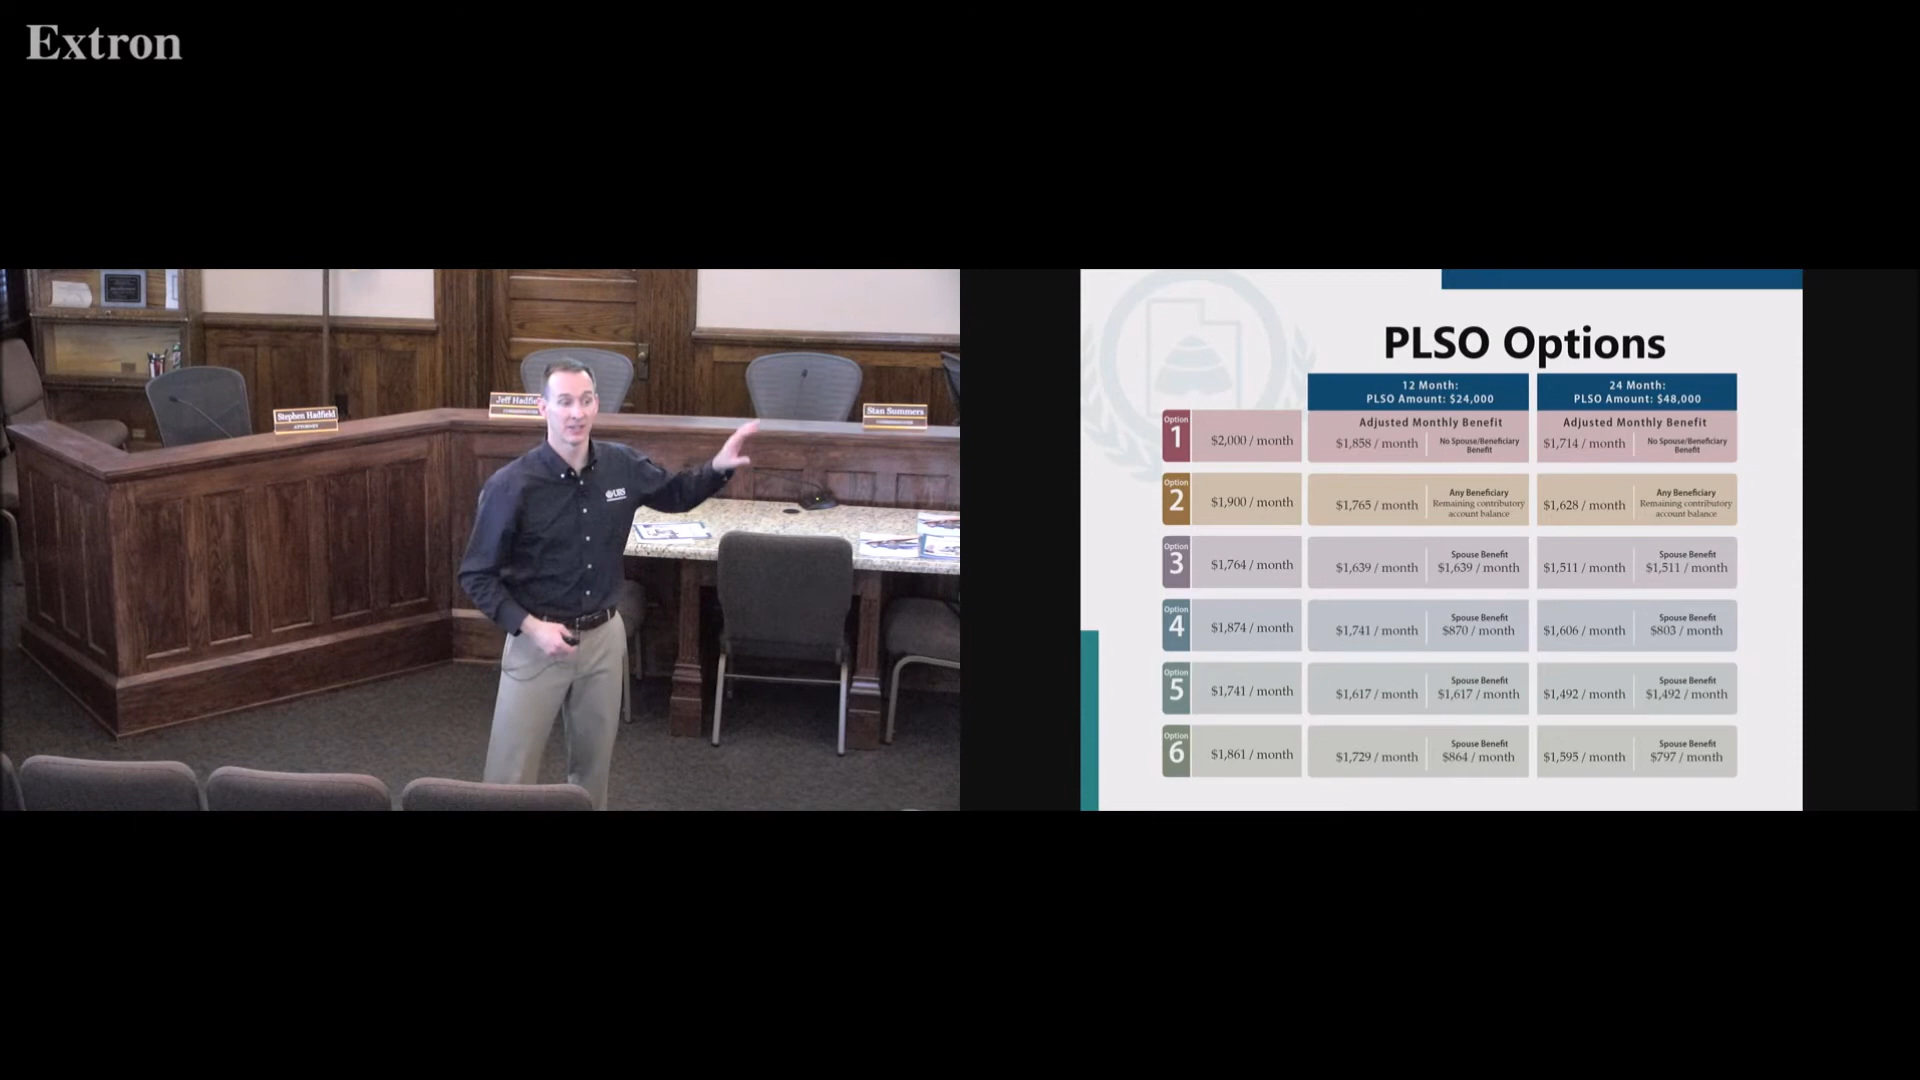 Extron
Stephen Hadfield
ATTORNEY
Jeff Hadfie
Stan Summers
URS
PLSO Options
12 Month:
PLSO Amount: $24,000
24 Month:
PLSO Amount: $48,000
Option
1
$2,000 / month
Adjusted Monthly Benefit
$1,858 / month
No Spouse/Beneficiary
Benefit
Adjusted Monthly Benefit
$1,714 / month
No Spouse/Beneficiary
Benefit
Option
2
$1,900 / month
$1,765 / month
Any Beneficiary
Remaining contributory
account balance
$1,628 / month
Any Beneficiary
Remaining contributory
account balance
Option
3
$1,764 / month
$1,639 / month
Spouse Benefit
$1,639 / month
$1,511 / month
Spouse Benefit
$1,511 / month
Option
4
$1,874 / month
$1,741 / month
Spouse Benefit
$870 / month
$1,606 / month
Spouse Benefit
$803 / month
Option
5
$1,741 / month
$1,617 / month
Spouse Benefit
$1,617 / month
$1,492 / month
Spouse Benefit
$1,492 / month
Option
6
$1,861 / month
$1,729 / month
Spouse Benefit
$864 / month
$1,595 / month
Spouse Benefit
$797 / month